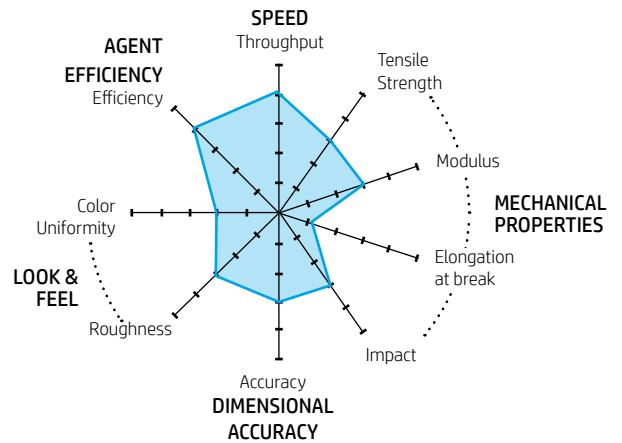 SPEED
Throughput
AGENT
EFFICIENCY
Efficiency
Tensile
Strength
Modulus
MECHANICAL
PROPERTIES
Elongation
at break
Impact
Accuracy
DIMENSIONAL
ACCURACY
Roughness
LOOK &
FEEL
Color
Uniformity